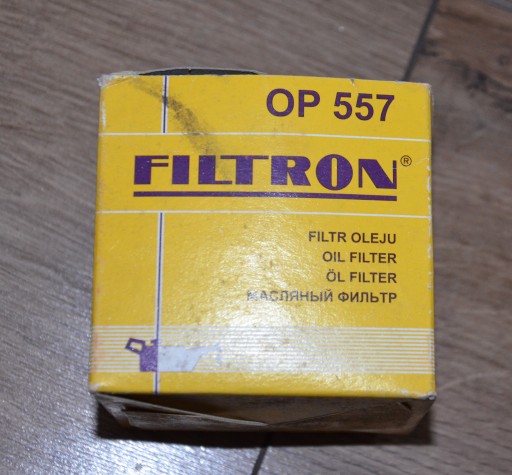 OP 557
FILTRON®
FILTR OLEJU
OIL FILTER
ÖL FILTER
МАСЛЯНЫЙ ФИЛЬТР